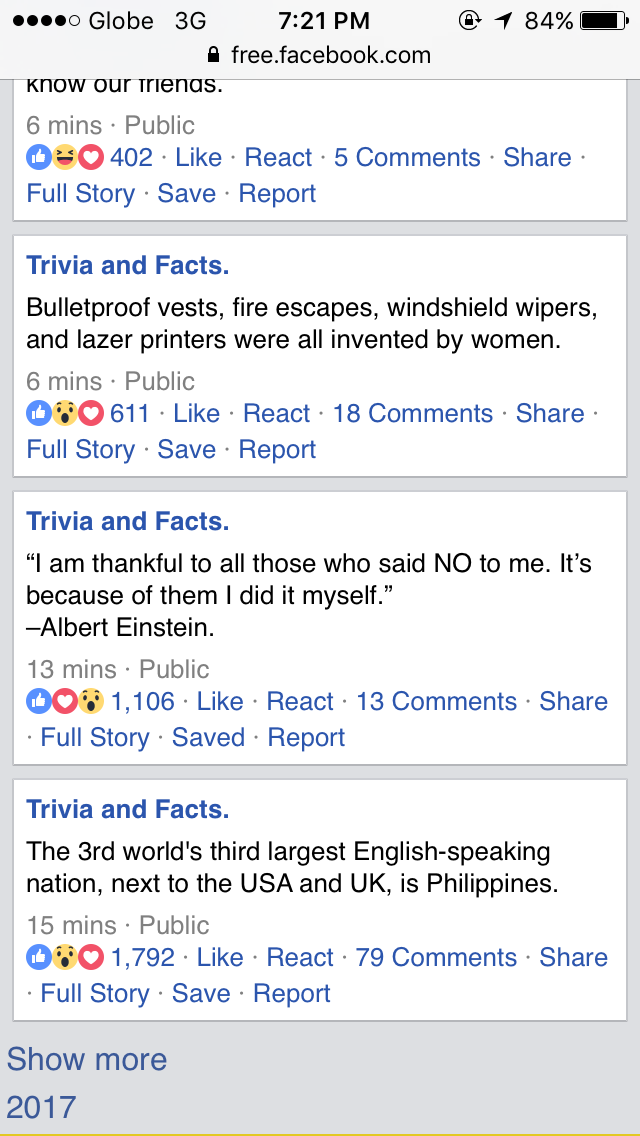 Globe 3G 7:21 PM 84%
free.facebook.com
know our friends.
6 mins · Public
402 · Like · React · 5 Comments · Share ·
Full Story · Save · Report
Trivia and Facts.
Bulletproof vests, fire escapes, windshield wipers,
and lazer printers were all invented by women.
6 mins · Public
611 · Like · React · 18 Comments · Share ·
Full Story · Save · Report
Trivia and Facts.
“I am thankful to all those who said NO to me. It’s
because of them I did it myself.”
–Albert Einstein.
13 mins · Public
1,106 · Like · React · 13 Comments · Share
· Full Story · Saved · Report
Trivia and Facts.
The 3rd world's third largest English-speaking
nation, next to the USA and UK, is Philippines.
15 mins · Public
1,792 · Like · React · 79 Comments · Share
· Full Story · Save · Report
Show more
2017